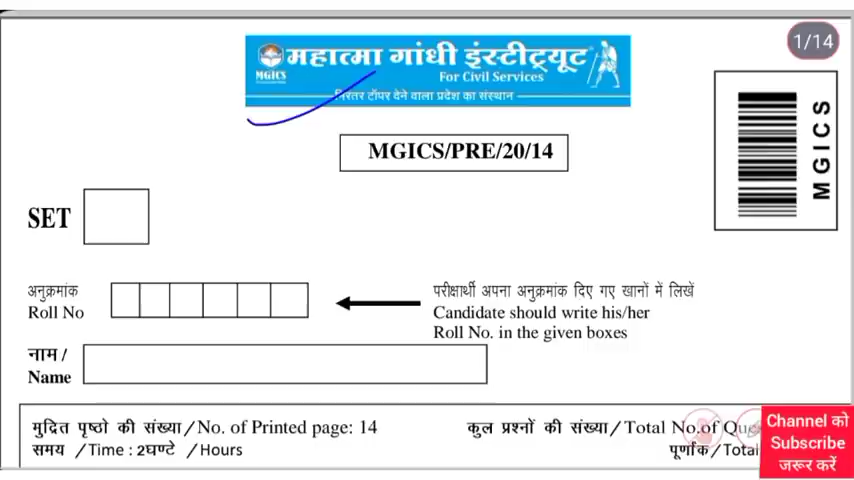 1/14
महात्मा गांधी इंस्टीट्यूट
MGICS
For Civil Services
निरंतर टॉपर देने वाला प्रदेश का संस्थान
MGICS
MGICS/PRE/20/14
SET
अनुक्रमांक
Roll No
परीक्षार्थी अपना अनुक्रमांक दिए गए खानों में लिखें
Candidate should write his/her
Roll No. in the given boxes
नाम /
Name
मुद्रित पृष्ठो की संख्या/No. of Printed page: 14
कुल प्रश्नों की संख्या/Total No.of
समय /Time : 2घण्टे /Hours
पूर्णांक/Total
Channel को
Subscribe
जरूर करें